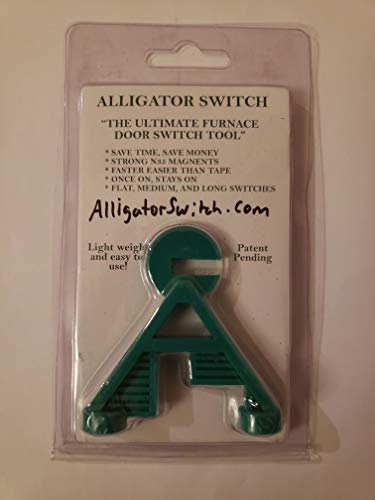 ALLIGATOR SWITCH
"THE ULTIMATE FURNACE
DOOR SWITCH TOOL"
* SAVE TIME, SAVE MONEY
* STRONG N35 MAGNENTS
* FASTER EASIER THAN TAPE
* ONCE ON, STAYS ON
* FLAT, MEDIUM, AND LONG SWITCHES
AlligatorSwitch.com
Light weight
and easy to
use!
Patent
Pending